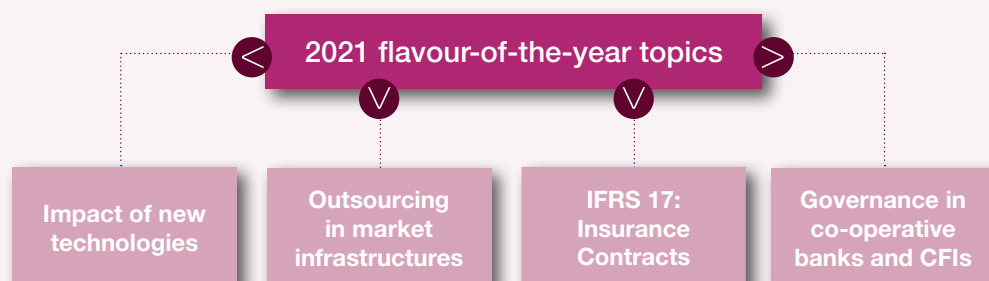 2021 flavour-of-the-year topics
Impact of new
technologies
Outsourcing
in market
infrastructures
IFRS 17:
Insurance
Contracts
Governance in
co-operative
banks and CFIs